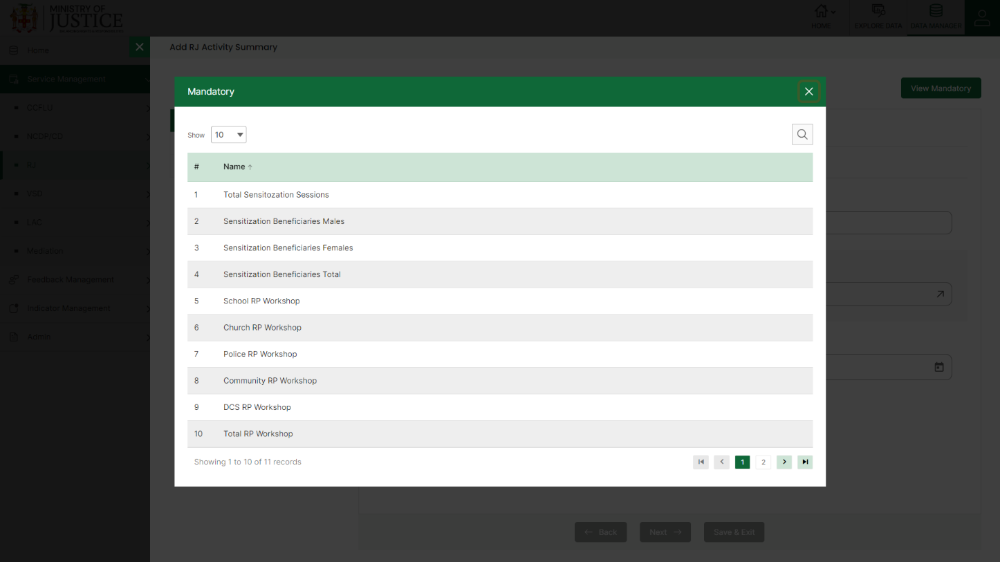 MINISTRY OF
JUSTICE
HOME
EXPLORE DATA
DATA MANAGER
Home
Add RJ Activity Summary
Service Management
View Mandatory
Mandatory
CCFLU
NCDP/CD
RJ
VSD
LAC
Mediation
Feedback Management
Indicator Management
Admin
Show 10
# Name ↑
1 Total Sensitozation Sessions
2 Sensitization Beneficiaries Males
3 Sensitization Beneficiaries Females
4 Sensitization Beneficiaries Total
5 School RP Workshop
6 Church RP Workshop
7 Police RP Workshop
8 Community RP Workshop
9 DCS RP Workshop
10 Total RP Workshop
Showing 1 to 10 of 11 records
1 2
Back Next Save & Exit